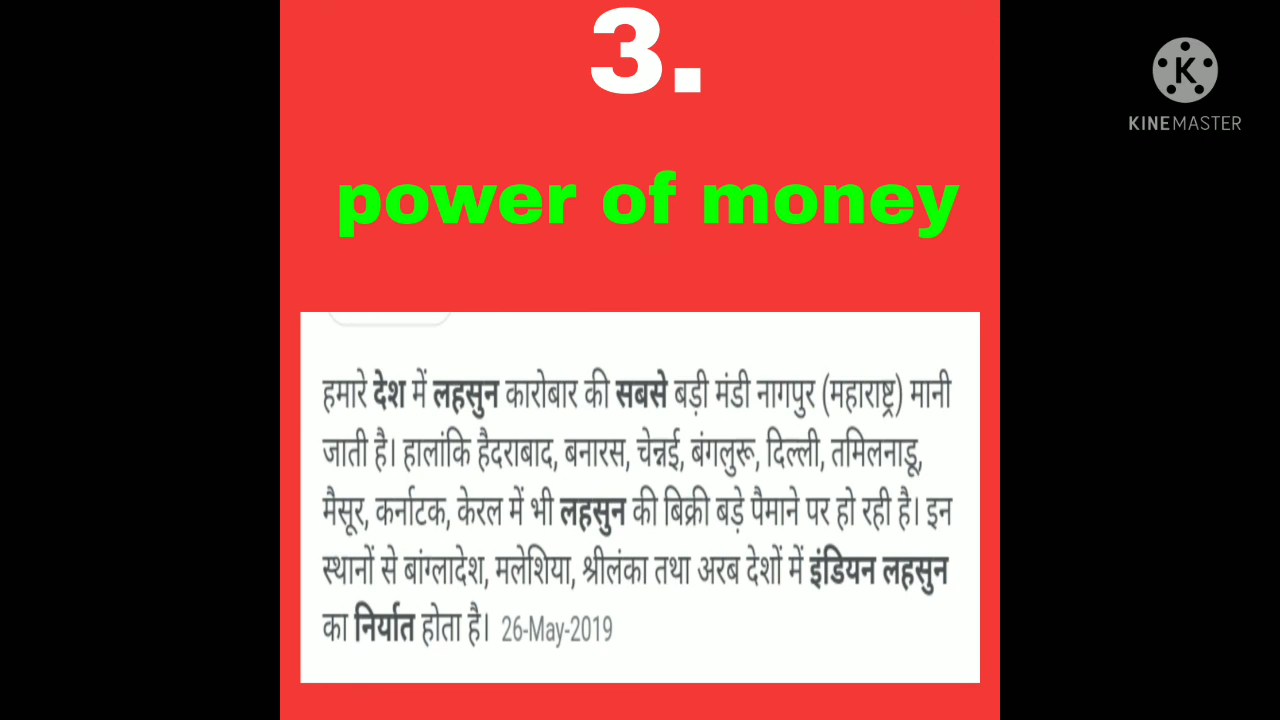 3.
KINEMASTER
power of money
हमारे देश में लहसुन कारोबार की सबसे बड़ी मंडी नागपुर (महाराष्ट्र) मानी
जाती है। हालांकि हैदराबाद, बनारस, चेन्नई, बंगलुरू, दिल्ली, तमिलनाडू,
मैसूर, कर्नाटक, केरल में भी लहसुन की बिक्री बड़े पैमाने पर हो रही है। इन
स्थानों से बांग्लादेश, मलेशिया, श्रीलंका तथा अरब देशों में इंडियन लहसुन
का निर्यात होता है। 26-May-2019